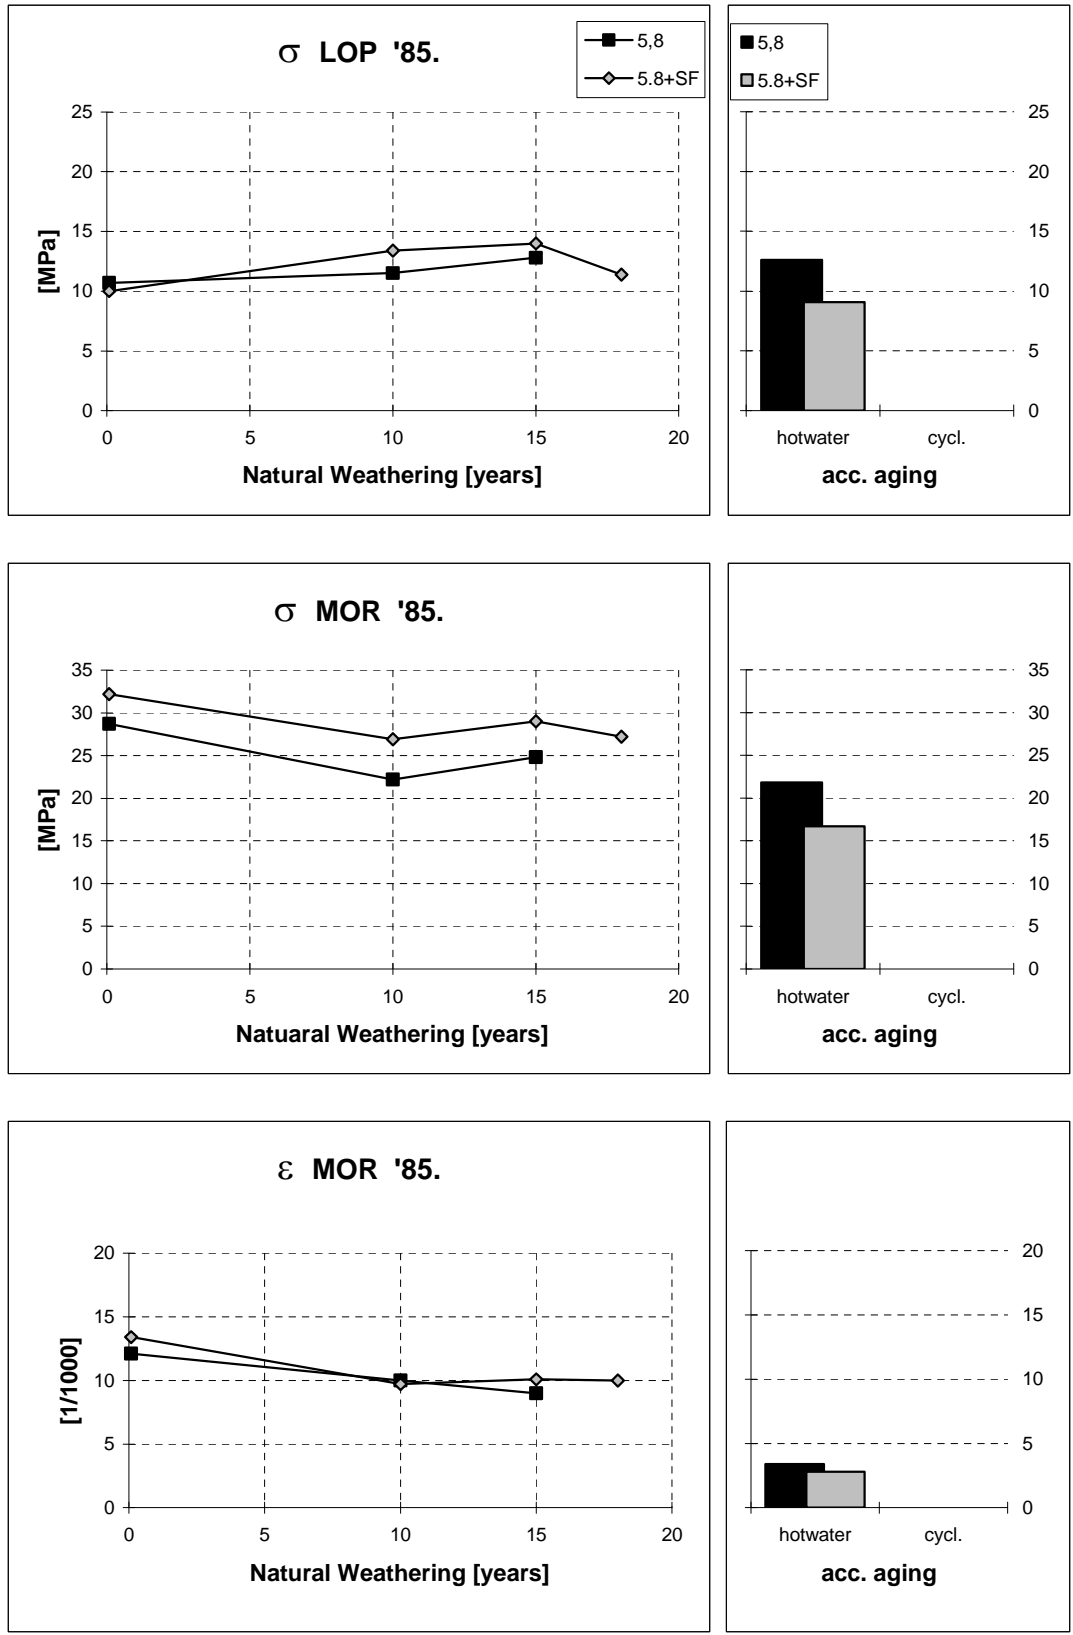 σ LOP '85.
5,8
5.8+SF
25
20
15
10
5
0
[MPa]
0 5 10 15 20
Natural Weathering [years]
5,8
5.8+SF
25
20
15
10
5
0
hotwater cycl.
acc. aging
σ MOR '85.
35
30
25
20
15
10
5
0
[MPa]
0 5 10 15 20
Natuaral Weathering [years]
35
30
25
20
15
10
5
0
hotwater cycl.
acc. aging
ε MOR '85.
20
15
10
5
0
[1/1000]
0 5 10 15 20
Natural Weathering [years]
20
15
10
5
0
hotwater cycl.
acc. aging